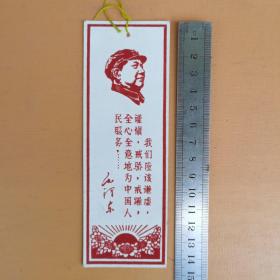 我们应该谦虚，
谨慎，戒骄，戒躁，
全心全意地为中国人
民服务……
毛泽东